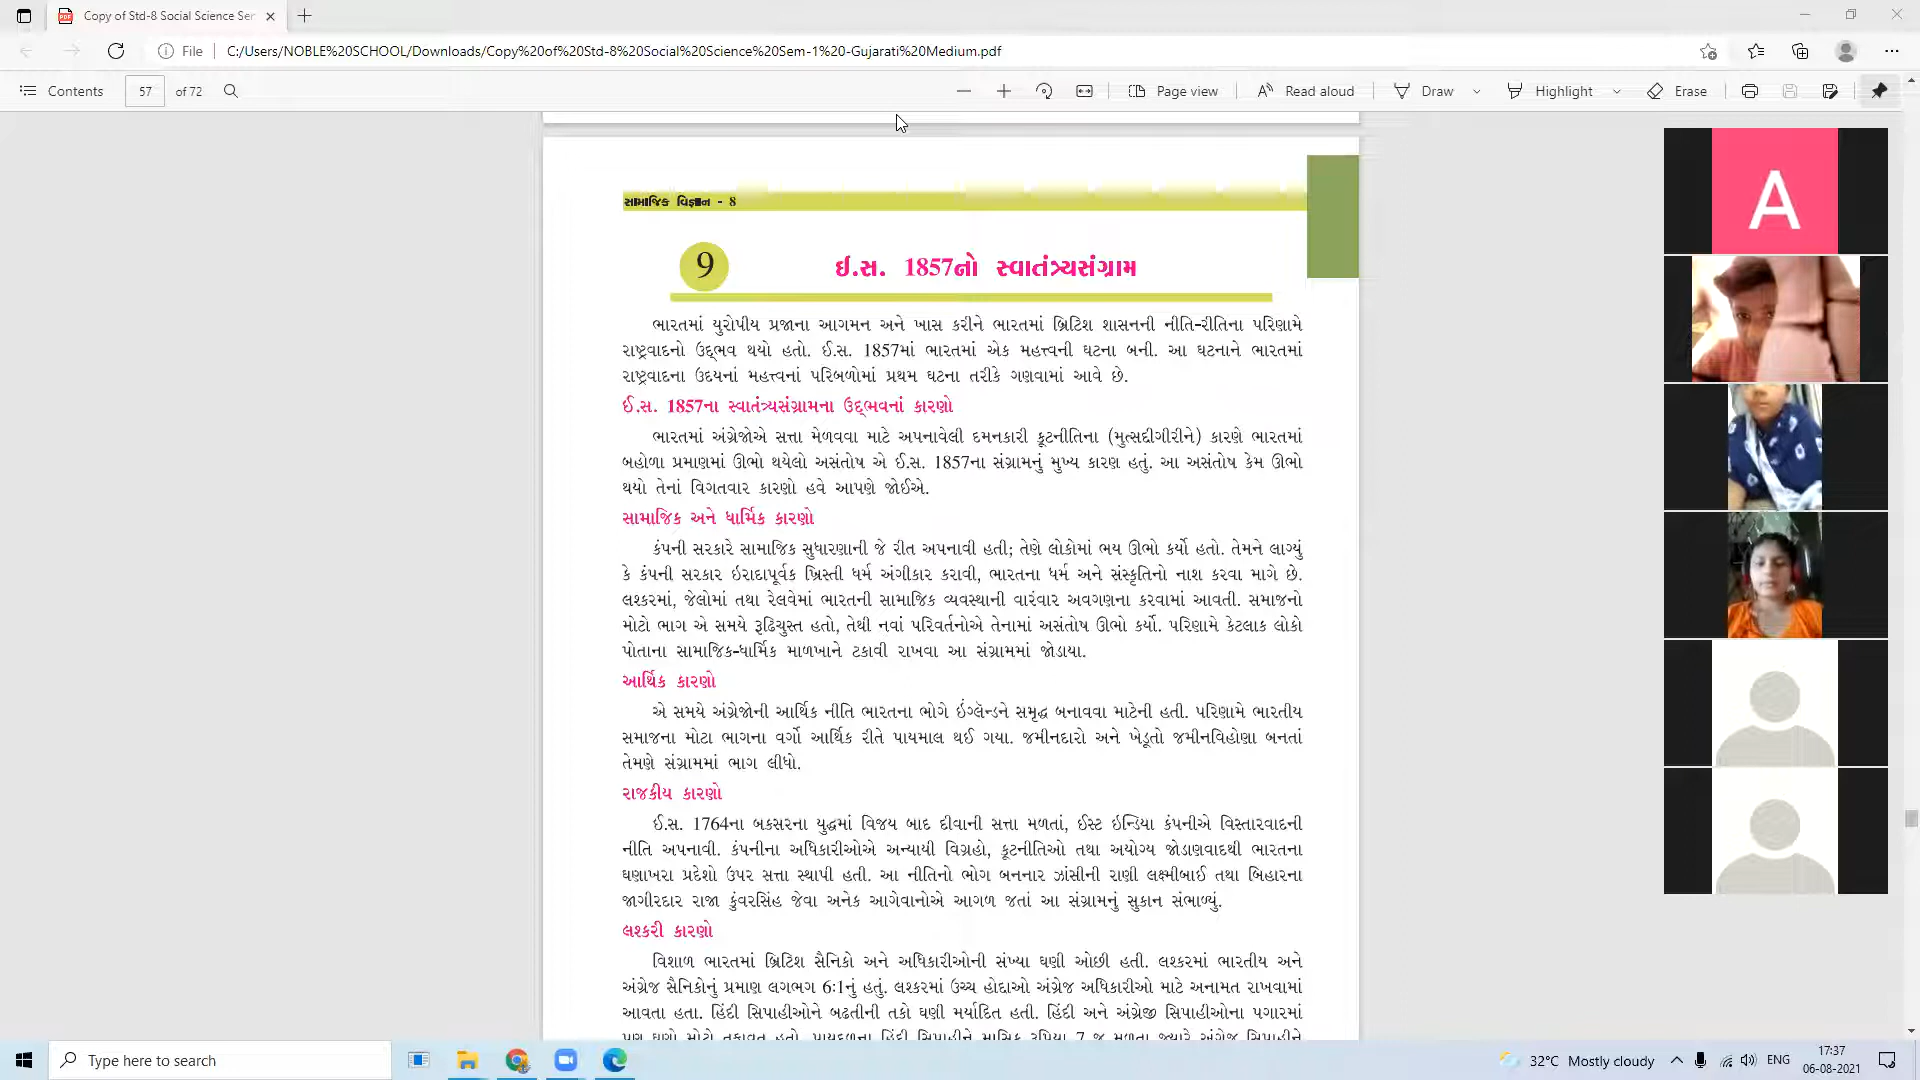 Copy of Std-8 Social Science Ser
File
C:/Users/NOBLE%20SCHOOL/Downloads/Copy%20of%20Std-8%20Social%20Science%20Sem-1%20-Gujarati%20Medium.pdf
Contents
57
of 72
Page view
Read aloud
Draw
Highlight
Erase
સામાજિક વિજ્ઞાન - 8
9
ઈ.સ. 1857નો સ્વાતંત્ર્યસંગ્રામ
ભારતમાં યુરોપીય પ્રજાના આગમન અને ખાસ કરીને ભારતમાં બ્રિટિશ શાસનની નીતિ-રીતિના પરિણામે
રાષ્ટ્રવાદનો ઉદ્ભવ થયો હતો. ઈ.સ. 1857માં ભારતમાં એક મહત્ત્વની ઘટના બની. આ ઘટનાને ભારતમાં
રાષ્ટ્રવાદના ઉદયનાં મહત્ત્વનાં પરિબળોમાં પ્રથમ ઘટના તરીકે ગણવામાં આવે છે.
ઈ.સ. 1857ના સ્વાતંત્ર્યસંગ્રામના ઉદ્ભવનાં કારણો
ભારતમાં અંગ્રેજોએ સત્તા મેળવવા માટે અપનાવેલી દમનકારી કૂટનીતિના (મુત્સદ્દીગીરીને) કારણે ભારતમાં
બહોળા પ્રમાણમાં ઊભો થયેલો અસંતોષ એ ઈ.સ. 1857ના સંગ્રામનું મુખ્ય કારણ હતું. આ અસંતોષ કેમ ઊભો
થયો તેનાં વિગતવાર કારણો હવે આપણે જોઈએ.
સામાજિક અને ધાર્મિક કારણો
કંપની સરકારે સામાજિક સુધારણાની જે રીત અપનાવી હતી; તેણે લોકોમાં ભય ઊભો કર્યો હતો. તેમને લાગ્યું
કે કંપની સરકાર ઇરાદાપૂર્વક ખ્રિસ્તી ધર્મ અંગીકાર કરાવી, ભારતના ધર્મ અને સંસ્કૃતિનો નાશ કરવા માગે છે.
લશ્કરમાં, જેલોમાં તથા રેલવેમાં ભારતની સામાજિક વ્યવસ્થાની વારંવાર અવગણના કરવામાં આવતી. સમાજનો
મોટો ભાગ એ સમયે રૂઢિચુસ્ત હતો, તેથી નવાં પરિવર્તનોએ તેનામાં અસંતોષ ઊભો કર્યો. પરિણામે કેટલાક લોકો
પોતાના સામાજિક-ધાર્મિક માળખાને ટકાવી રાખવા આ સંગ્રામમાં જોડાયા.
આર્થિક કારણો
એ સમયે અંગ્રેજોની આર્થિક નીતિ ભારતના ભોગે ઇંગ્લૅન્ડને સમૃદ્ધ બનાવવા માટેની હતી. પરિણામે ભારતીય
સમાજના મોટા ભાગના વર્ગો આર્થિક રીતે પાયમાલ થઈ ગયા. જમીનદારો અને ખેડૂતો જમીનવિહોણા બનતાં
તેમણે સંગ્રામમાં ભાગ લીધો.
રાજકીય કારણો
ઈ.સ. 1764ના બક્સરના યુદ્ધમાં વિજય બાદ દીવાની સત્તા મળતાં, ઈસ્ટ ઇન્ડિયા કંપનીએ વિસ્તારવાદની
નીતિ અપનાવી. કંપનીના અધિકારીઓએ અન્યાયી વિગ્રહો, કૂટનીતિઓ તથા અયોગ્ય જોડાણવાદથી ભારતના
ઘણાખરા પ્રદેશો ઉપર સત્તા સ્થાપી હતી. આ નીતિનો ભોગ બનનાર ઝાંસીની રાણી લક્ષ્મીબાઈ તથા બિહારના
જાગીરદાર રાજા કુંવરસિંહ જેવા અનેક આગેવાનોએ આગળ જતાં આ સંગ્રામનું સુકાન સંભાળ્યું.
લશ્કરી કારણો
વિશાળ ભારતમાં બ્રિટિશ સૈનિકો અને અધિકારીઓની સંખ્યા ઘણી ઓછી હતી. લશ્કરમાં ભારતીય અને
અંગ્રેજ સૈનિકોનું પ્રમાણ લગભગ 6:1નું હતું. લશ્કરમાં ઉચ્ચ હોદ્દાઓ અંગ્રેજ અધિકારીઓ માટે અનામત રાખવામાં
આવતા હતા. હિંદી સિપાહીઓને બઢતીની તકો ઘણી મર્યાદિત હતી. હિંદી અને અંગ્રેજી સિપાહીઓના પગારમાં
પણ ઘણો મોટો તફાવત હતો. પાયદળના હિંદી સિપાહીને માસિક રૂપિયા 7 જ મળતા જ્યારે અંગ્રેજ સિપાહીને
A
Type here to search
32°C Mostly cloudy
ENG
17:37
06-08-2021